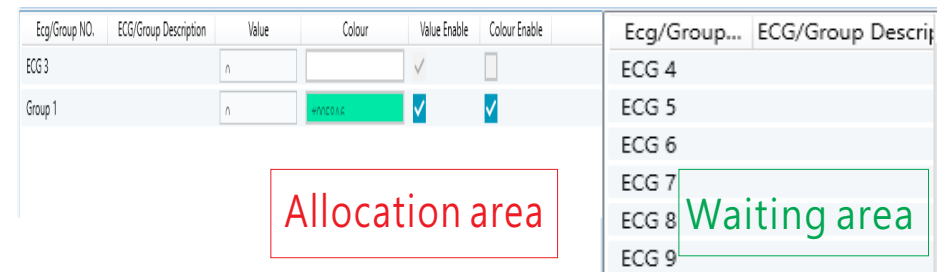 Ecg/Group NO. ECG/Group Description Value Colour Value Enable Colour Enable
ECG 3
Group 1
Allocation area
Ecg/Group... ECG/Group Descrip
ECG 4
ECG 5
ECG 6
ECG 7
ECG 8
ECG 9
Waiting area